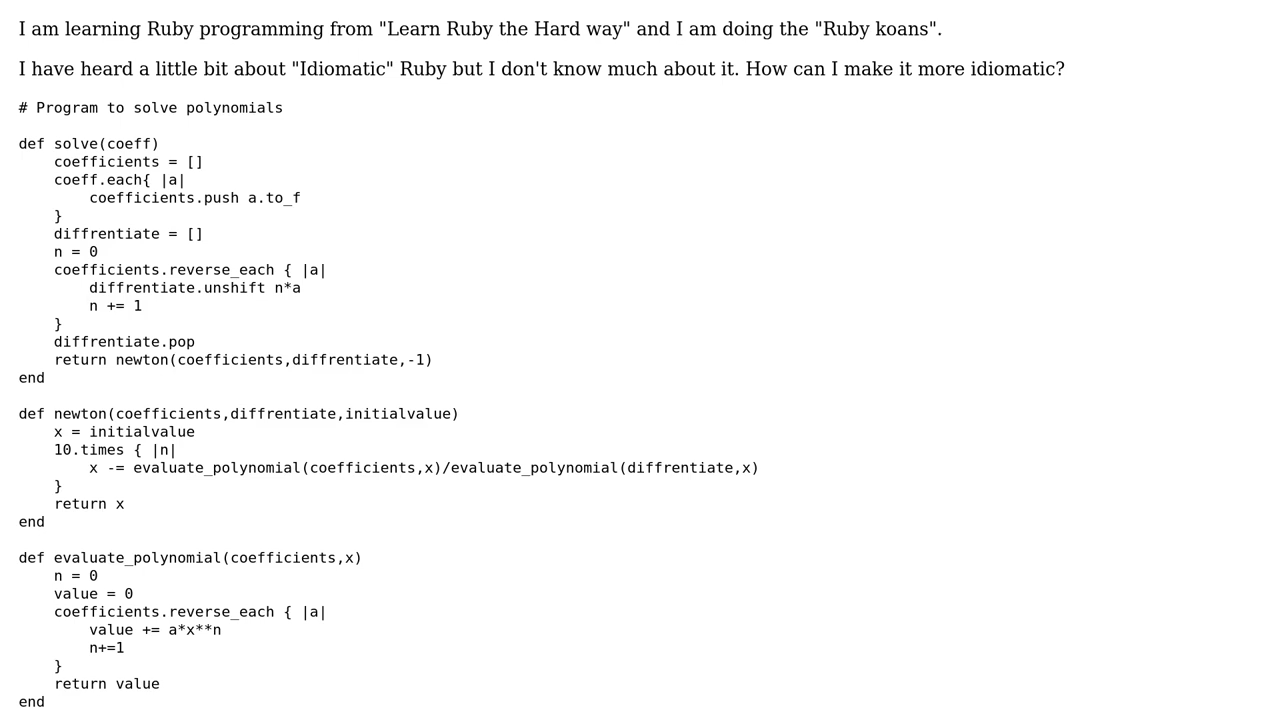 I am learning Ruby programming from "Learn Ruby the Hard way" and I am doing the "Ruby koans".
I have heard a little bit about "Idiomatic" Ruby but I don't know much about it. How can I make it more idiomatic?
# Program to solve polynomials
def solve(coeff)
    coefficients = []
    coeff.each{ |a|
        coefficients.push a.to_f
    }
    diffrentiate = []
    n = 0
    coefficients.reverse_each { |a|
        diffrentiate.unshift n*a
        n += 1
    }
    diffrentiate.pop
    return newton(coefficients,diffrentiate,-1)
end
def newton(coefficients,diffrentiate,initialvalue)
    x = initialvalue
    10.times { |n|
        x -= evaluate_polynomial(coefficients,x)/evaluate_polynomial(diffrentiate,x)
    }
    return x
end
def evaluate_polynomial(coefficients,x)
    n = 0
    value = 0
    coefficients.reverse_each { |a|
        value += a*x**n
        n+=1
    }
    return value
end